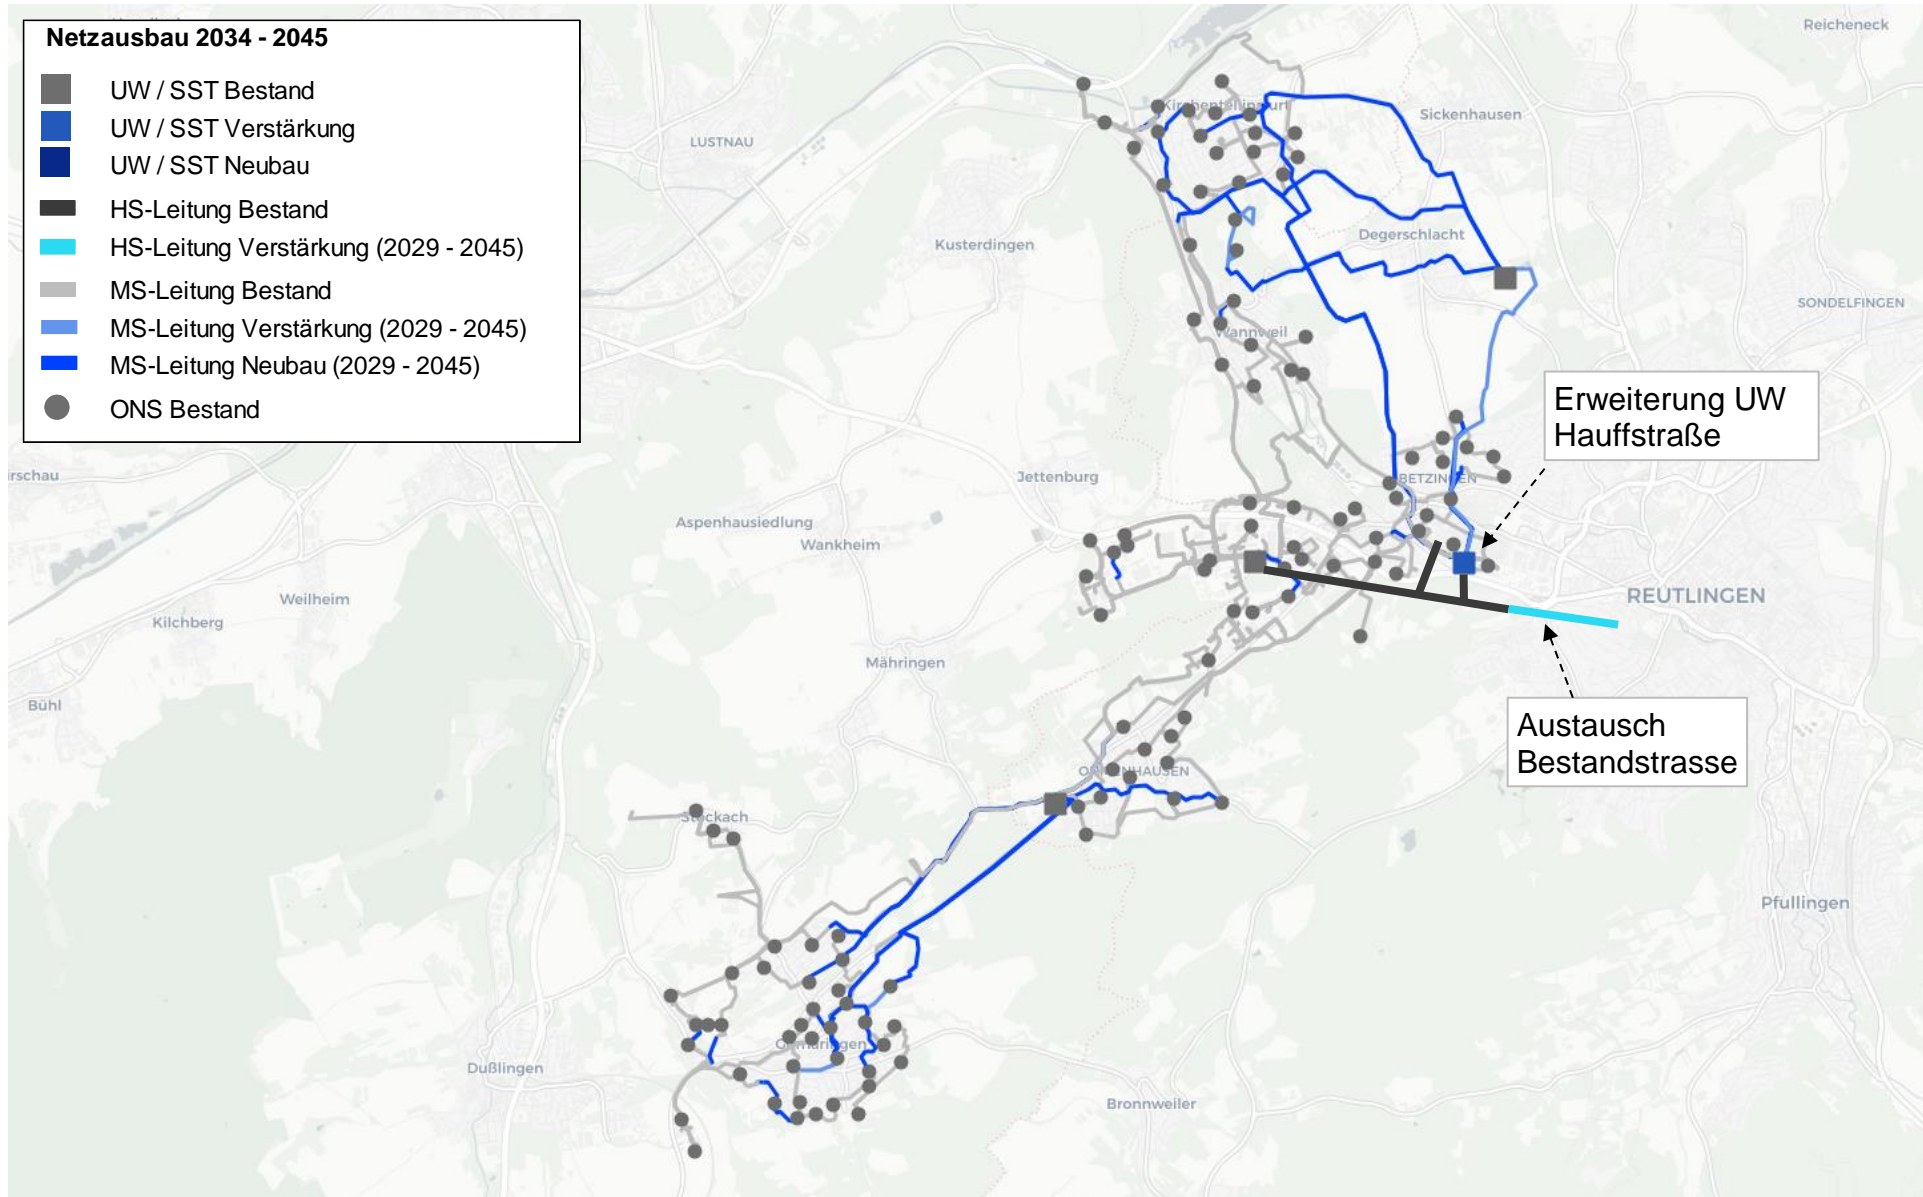 Netzausbau 2034 - 2045
UW / SST Bestand
UW / SST Verstärkung
UW / SST Neubau
HS-Leitung Bestand
HS-Leitung Verstärkung (2029 - 2045)
MS-Leitung Bestand
MS-Leitung Verstärkung (2029 - 2045)
MS-Leitung Neubau (2029 - 2045)
ONS Bestand
Reicheneck
Sickenhausen
LUSTNAU
Kusterdingen
Degerschlacht
SONDELFINGEN
Wannweil
Erweiterung UW
Hauffstraße
Jettenburg
BETZINGEN
Aspenhausiedlung
Wankheim
REUTLINGEN
Weilheim
Kilchberg
Mähringen
Bühl
Austausch
Bestandstrasse
Stockach
Pfullingen
Dußlingen
Bronnweiler